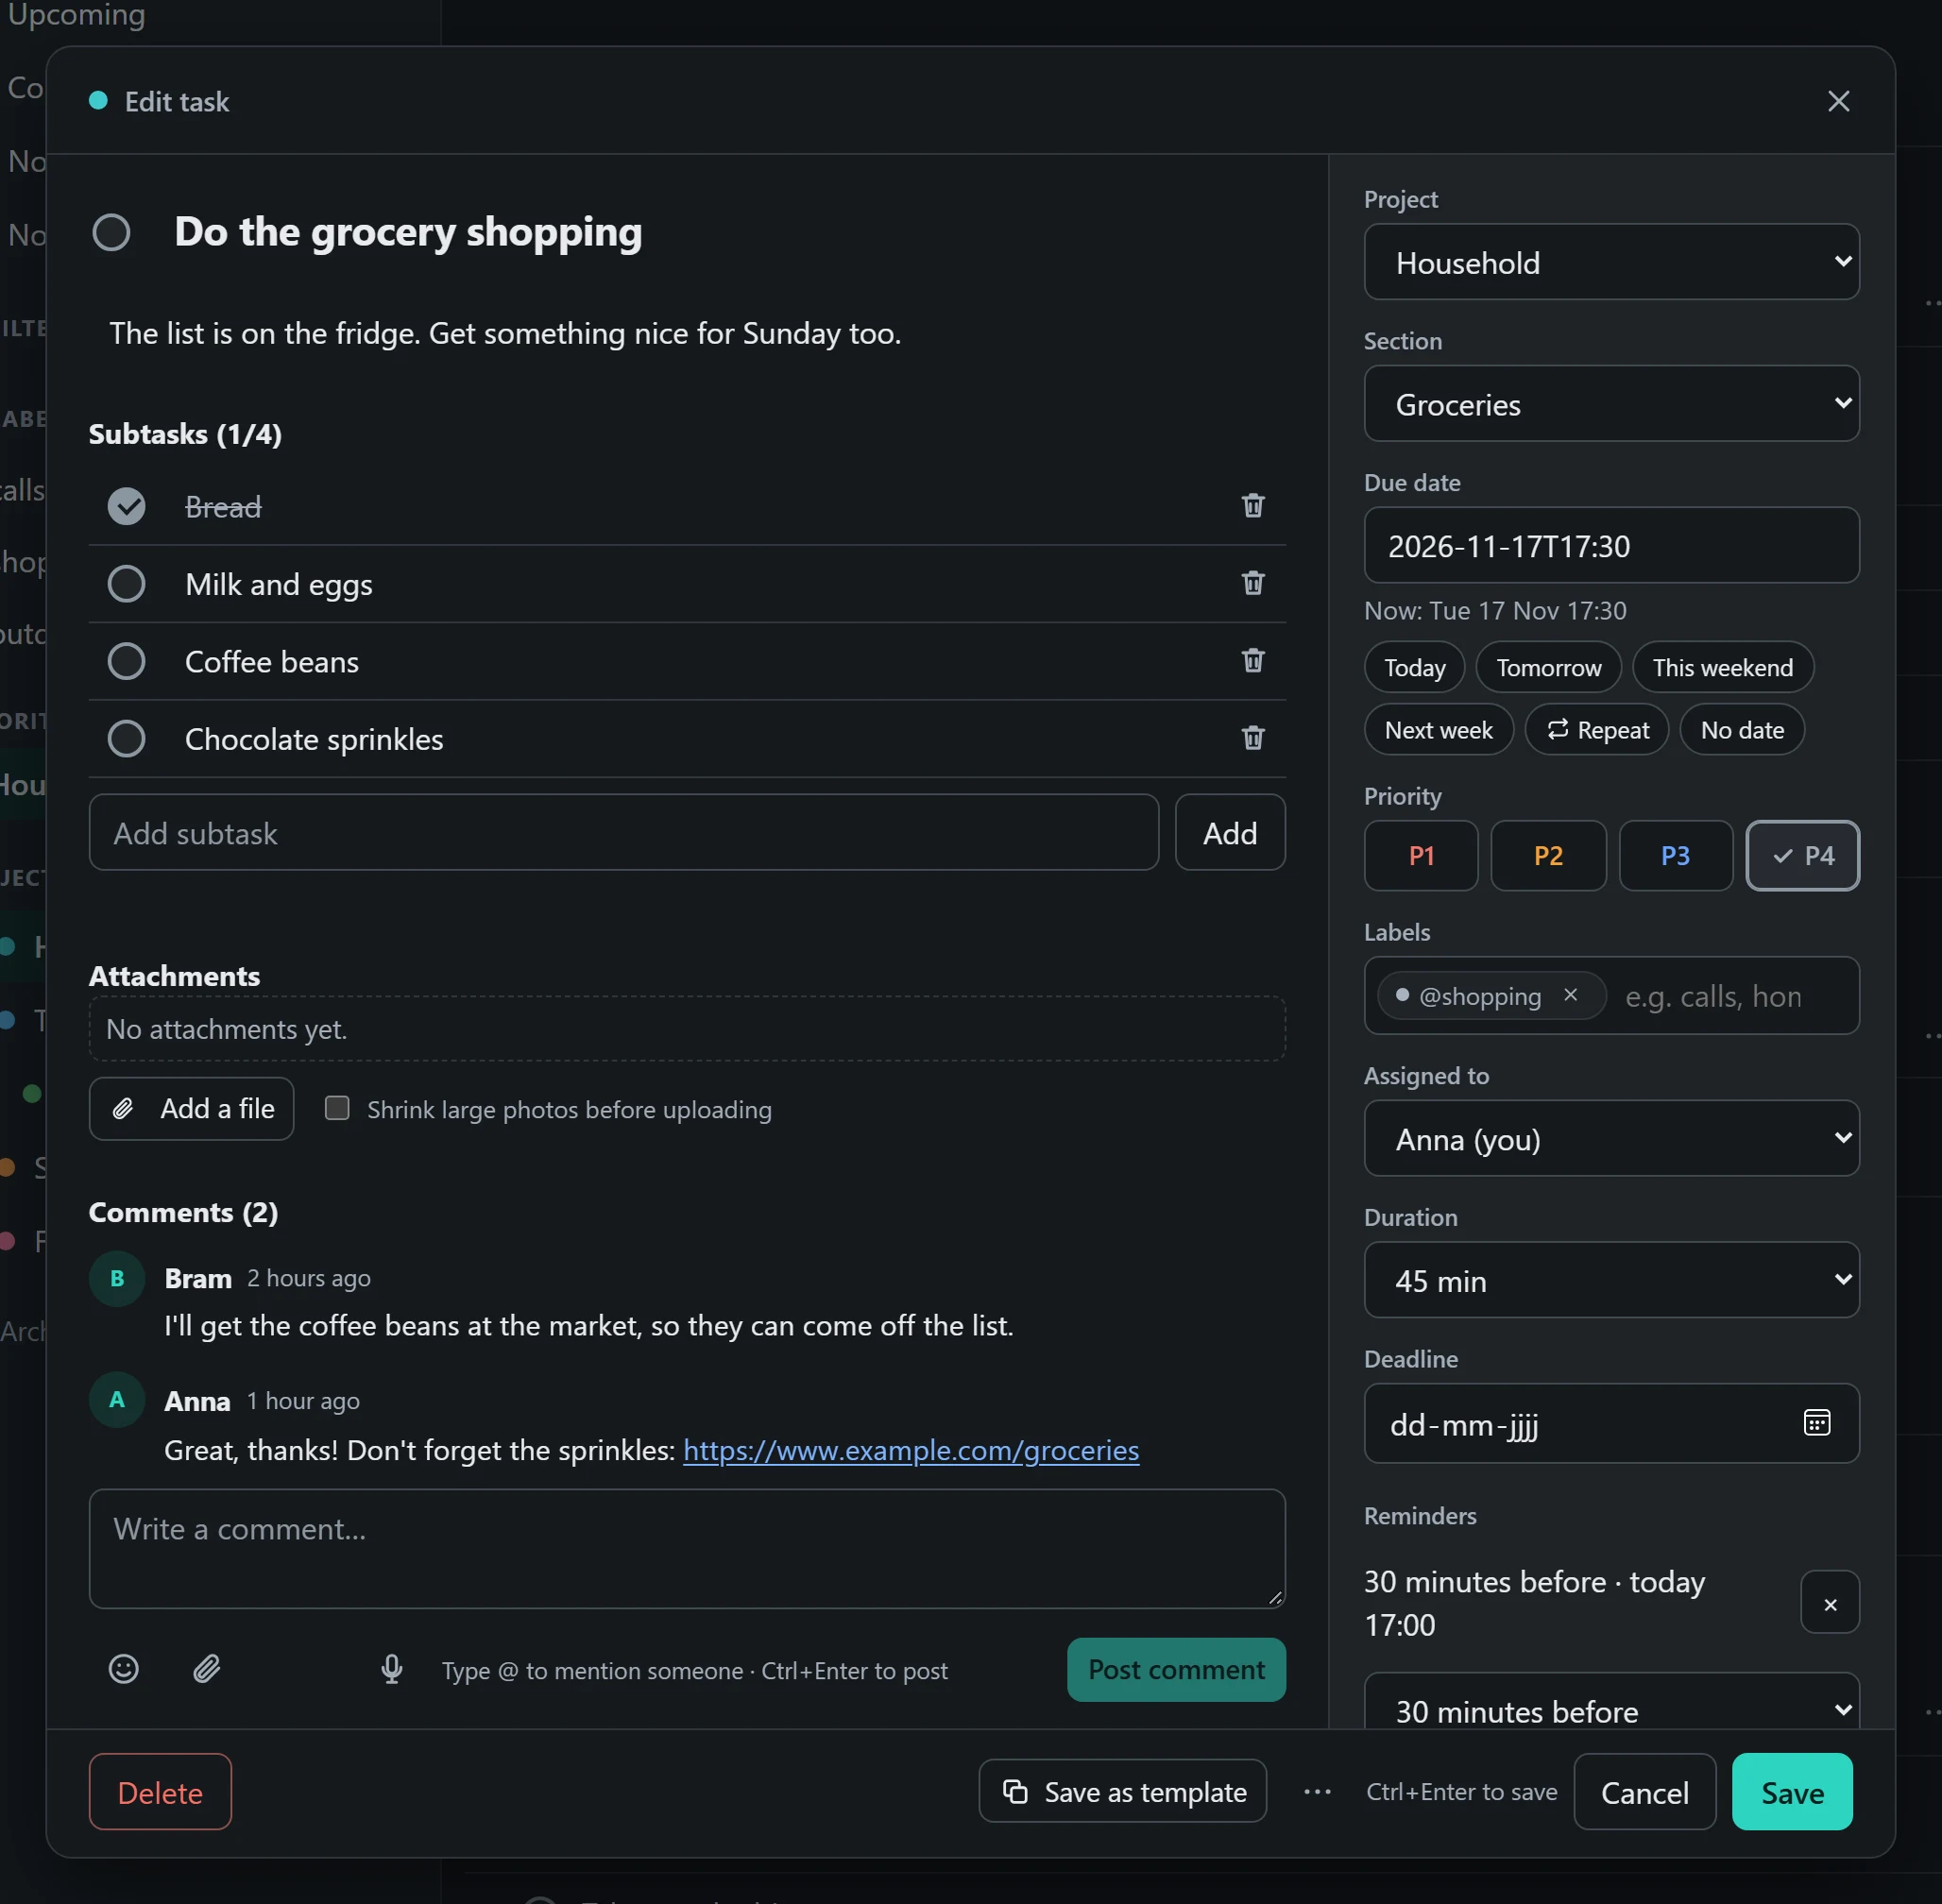 Upcoming
Edit task
Do the grocery shopping
The list is on the fridge. Get something nice for Sunday too.
Subtasks (1/4)
Bread
Milk and eggs
Coffee beans
Chocolate sprinkles
Add subtask
Add
Attachments
No attachments yet.
Add a file
Shrink large photos before uploading
Comments (2)
B
Bram 2 hours ago
I'll get the coffee beans at the market, so they can come off the list.
A
Anna 1 hour ago
Great, thanks! Don't forget the sprinkles: https://www.example.com/groceries
Write a comment...
Type @ to mention someone · Ctrl+Enter to post
Post comment
Project
Household
Section
Groceries
Due date
2026-11-17T17:30
Now: Tue 17 Nov 17:30
Today
Tomorrow
This weekend
Next week
Repeat
No date
Priority
P1
P2
P3
P4
Labels
@shopping
e.g. calls, hon
Assigned to
Anna (you)
Duration
45 min
Deadline
dd-mm-jjjj
Reminders
30 minutes before · today
17:00
30 minutes before
Delete
Save as template
Ctrl+Enter to save
Cancel
Save